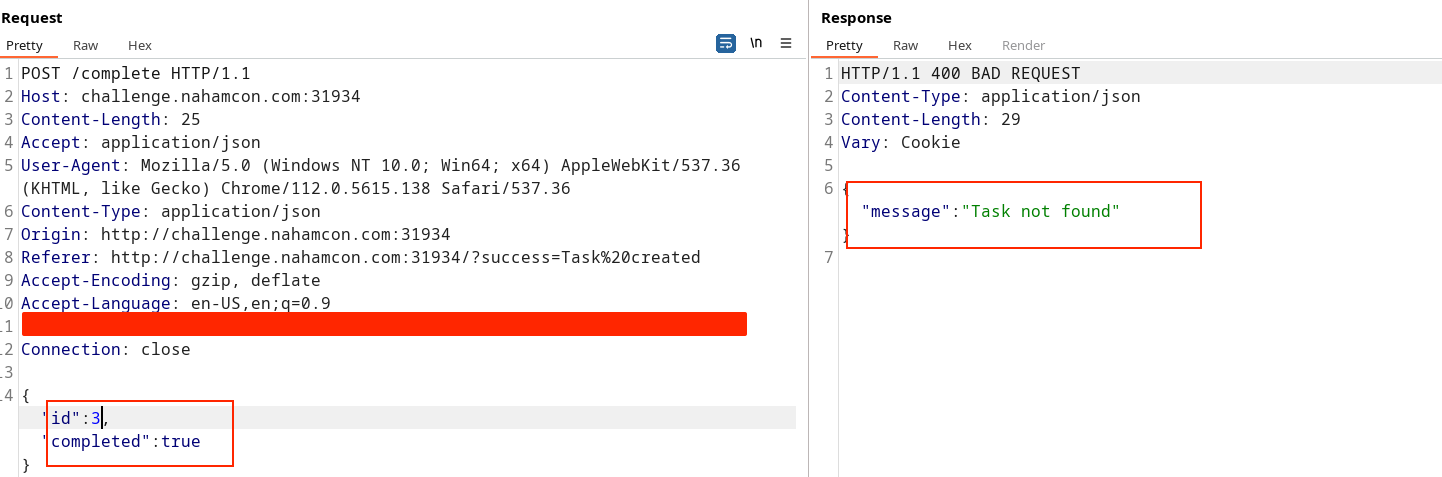 Request
Pretty Raw Hex
\n
1 POST /complete HTTP/1.1
2 Host: challenge.nahamcon.com:31934
3 Content-Length: 25
4 Accept: application/json
5 User-Agent: Mozilla/5.0 (Windows NT 10.0; Win64; x64) AppleWebKit/537.36
(KHTML, like Gecko) Chrome/112.0.5615.138 Safari/537.36
6 Content-Type: application/json
7 Origin: http://challenge.nahamcon.com:31934
8 Referer: http://challenge.nahamcon.com:31934/?success=Task%20created
9 Accept-Encoding: gzip, deflate
10 Accept-Language: en-US,en;q=0.9
11
12 Connection: close
13
14 {
"id":3,
"completed":true
}
Response
Pretty Raw Hex Render
1 HTTP/1.1 400 BAD REQUEST
2 Content-Type: application/json
3 Content-Length: 29
4 Vary: Cookie
5
6 {
"message":"Task not found"
}
7